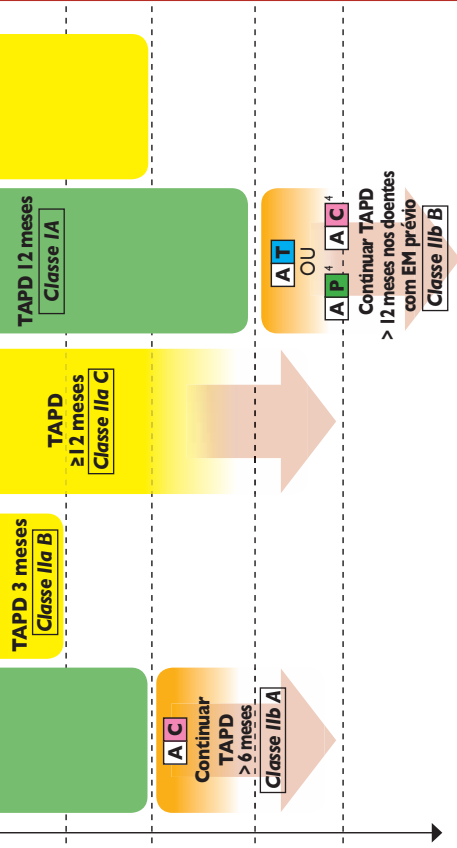 A C
Continuar
TAPD
> 6 meses
Classe IIb A
TAPD 3 meses
Classe IIa B
TAPD
≥12 meses
Classe IIa C
TAPD 12 meses
Classe IA
A T
OU
A P 4 A C 4
Continuar TAPD
> 12 meses nos doentes
com EM prévio
Classe IIb B